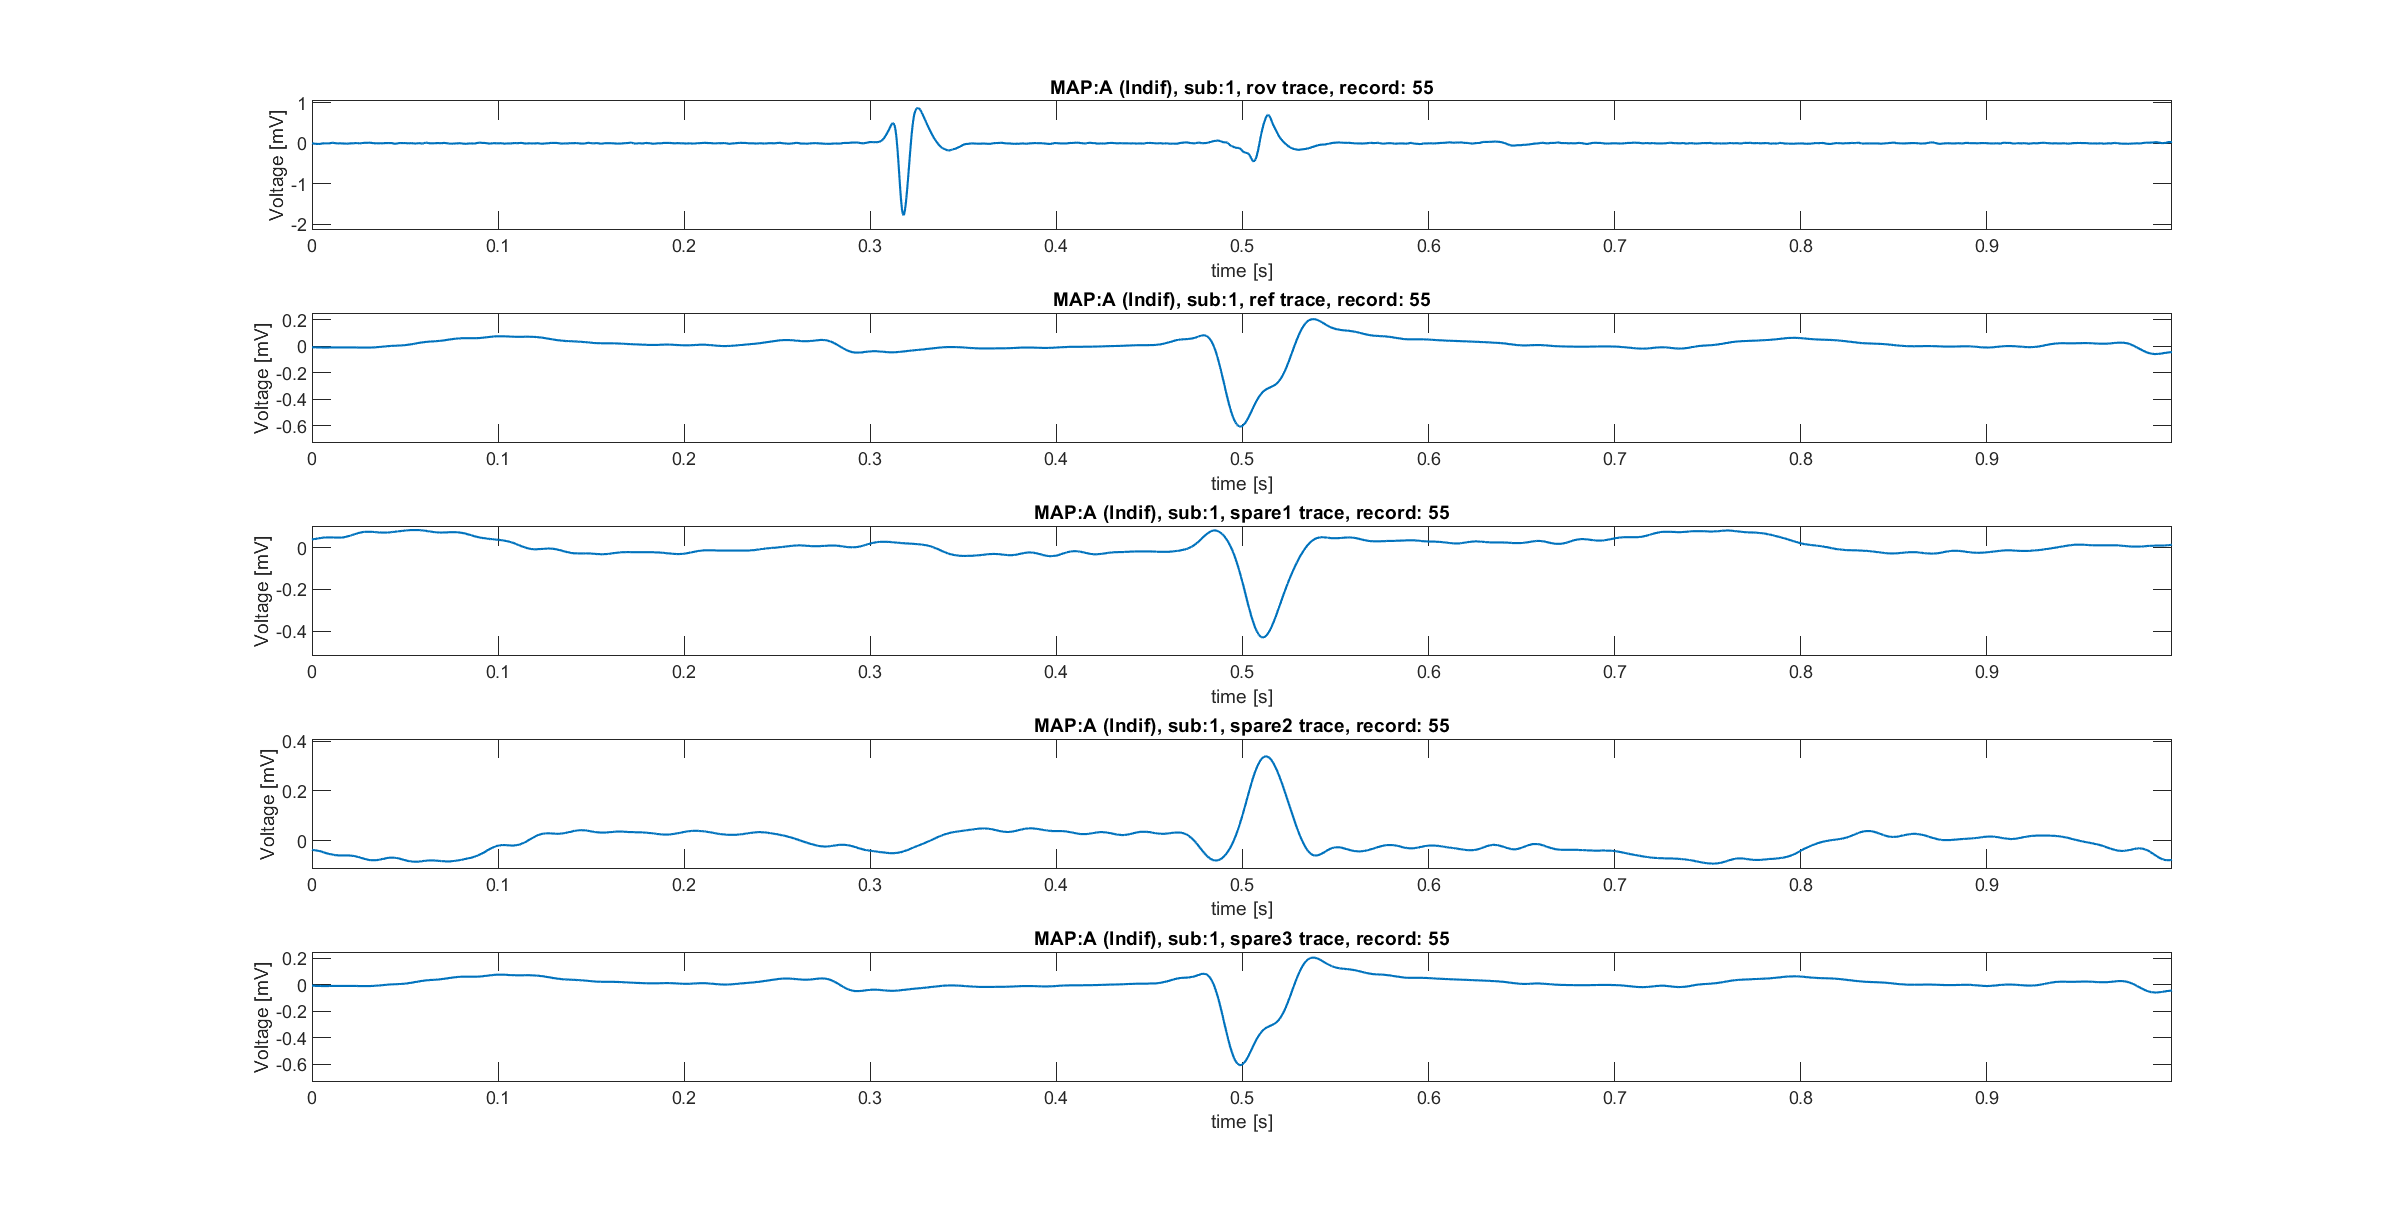 MAP:A (Indif), sub:1, rov trace, record: 55
Voltage [mV]
1
0
-1
-2
0 0.1 0.2 0.3 0.4 0.5 0.6 0.7 0.8 0.9
time [s]
MAP:A (Indif), sub:1, ref trace, record: 55
Voltage [mV]
0.2
0
-0.2
-0.4
-0.6
0 0.1 0.2 0.3 0.4 0.5 0.6 0.7 0.8 0.9
time [s]
MAP:A (Indif), sub:1, spare1 trace, record: 55
Voltage [mV]
0
-0.2
-0.4
0 0.1 0.2 0.3 0.4 0.5 0.6 0.7 0.8 0.9
time [s]
MAP:A (Indif), sub:1, spare2 trace, record: 55
Voltage [mV]
0.4
0.2
0
0 0.1 0.2 0.3 0.4 0.5 0.6 0.7 0.8 0.9
time [s]
MAP:A (Indif), sub:1, spare3 trace, record: 55
Voltage [mV]
0.2
0
-0.2
-0.4
-0.6
0 0.1 0.2 0.3 0.4 0.5 0.6 0.7 0.8 0.9
time [s]